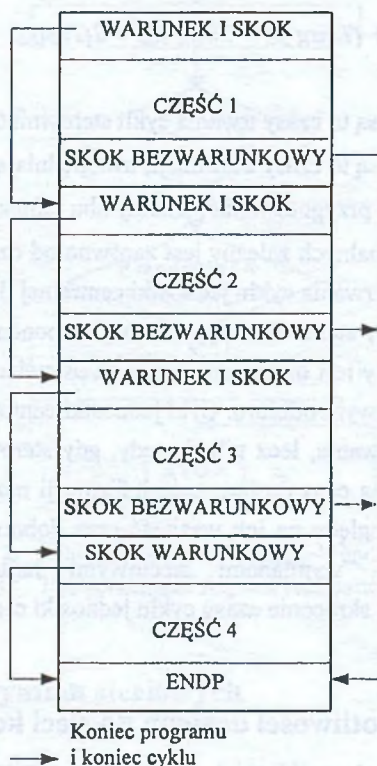 WARUNEK I SKOK
CZĘŚĆ 1
SKOK BEZWARUNKOWY
WARUNEK I SKOK
CZĘŚĆ 2
SKOK BEZWARUNKOWY
WARUNEK I SKOK
CZĘŚĆ 3
SKOK BEZWARUNKOWY
SKOK WARUNKOWY
CZĘŚĆ 4
ENDP
Koniec programu
i koniec cyklu